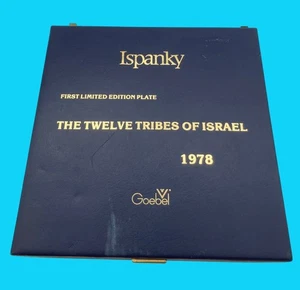 Ispanky
FIRST LIMITED EDITION PLATE
THE TWELVE TRIBES OF ISRAEL
1978
Goebel